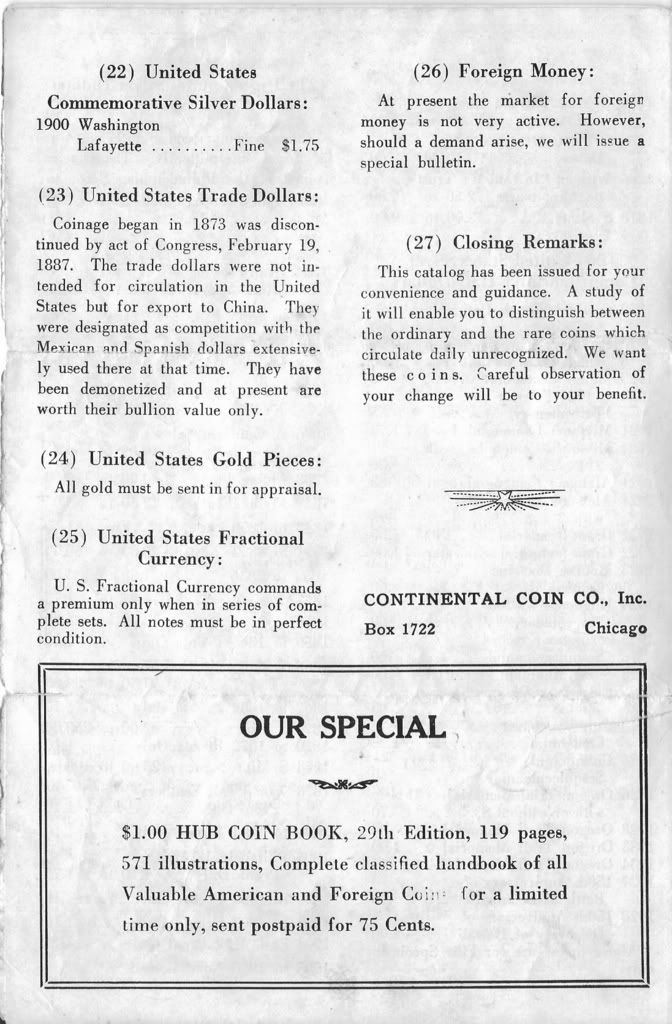 (22) United States
Commemorative Silver Dollars:
1900 Washington
Lafayette ..........Fine $1.75
(23) United States Trade Dollars:
Coinage began in 1873 was discon-
tinued by act of Congress, February 19,
1887. The trade dollars were not in-
tended for circulation in the United
States but for export to China. They
were designated as competition with the
Mexican and Spanish dollars extensive-
ly used there at that time. They have
been demonetized and at present are
worth their bullion value only.
(24) United States Gold Pieces:
All gold must be sent in for appraisal.
(25) United States Fractional
Currency:
U. S. Fractional Currency commands
a premium only when in series of com-
plete sets. All notes must be in perfect
condition.
(26) Foreign Money:
At present the market for foreign
money is not very active. However,
should a demand arise, we will issue a
special bulletin.
(27) Closing Remarks:
This catalog has been issued for your
convenience and guidance. A study of
it will enable you to distinguish between
the ordinary and the rare coins which
circulate daily unrecognized. We want
these coins. Careful observation of
your change will be to your benefit.
CONTINENTAL COIN CO., Inc.
Box 1722 Chicago
OUR SPECIAL
$1.00 HUB COIN BOOK, 29th Edition, 119 pages,
571 illustrations, Complete classified handbook of all
Valuable American and Foreign Coins for a limited
time only, sent postpaid for 75 Cents.